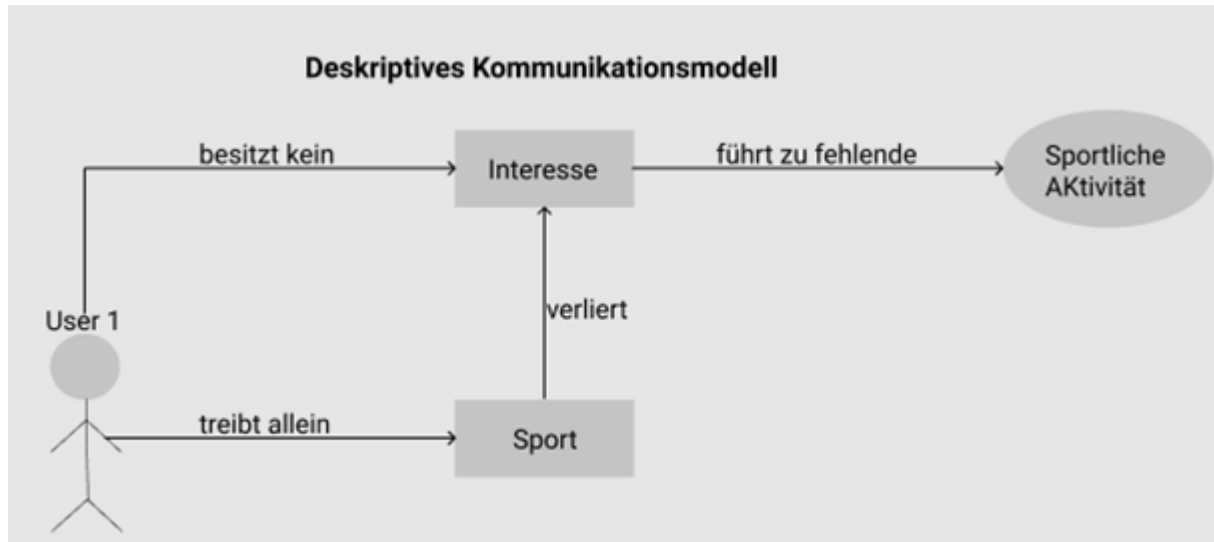 Deskriptives Kommunikationsmodell
besitzt kein
Interesse
führt zu fehlende
Sportliche
AKtivität
verliert
User 1
treibt allein
Sport